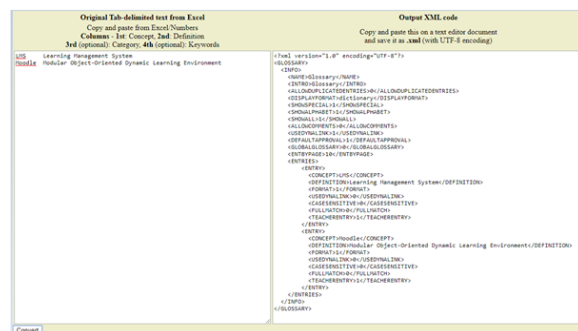 Original Tab-delimited text from Excel
Copy and paste from Excel/Numbers
Columns - 1st: Concept, 2nd: Definition
3rd (optional): Category, 4th (optional): Keywords
LMS Learning Management System
Moodle Modular Object-Oriented Dynamic Learning Environment
Output XML code
Copy and paste this on a text editor document
and save it as .xml (with UTF-8 encoding)
<?xml version="1.0" encoding="UTF-8"?>
<GLOSSARY>
<INFO>
<NAME>Glossary</NAME>
<INTRO>Glossary</INTRO>
<ALLOWDUPLICATEDENTRIES>0</ALLOWDUPLICATEDENTRIES>
<DISPLAYFORMAT>dictionary</DISPLAYFORMAT>
<SHOWSPECIAL>1</SHOWSPECIAL>
<SHOWALPHABET>1</SHOWALPHABET>
<SHOWALL>1</SHOWALL>
<ALLOWCOMMENTS>0</ALLOWCOMMENTS>
<USEDYNALINK>1</USEDYNALINK>
<DEFAULTAPPROVAL>1</DEFAULTAPPROVAL>
<GLOBALGLOSSARY>0</GLOBALGLOSSARY>
<ENTBYPAGE>10</ENTBYPAGE>
<ENTRIES>
<ENTRY>
<CONCEPT>LMS</CONCEPT>
<DEFINITION>Learning Management System</DEFINITION>
<FORMAT>1</FORMAT>
<USEDYNALINK>0</USEDYNALINK>
<CASESENSITIVE>0</CASESENSITIVE>
<FULLMATCH>0</FULLMATCH>
<TEACHERENTRY>1</TEACHERENTRY>
</ENTRY>
<ENTRY>
<CONCEPT>Moodle</CONCEPT>
<DEFINITION>Modular Object-Oriented Dynamic Learning Environment</DEFINITION>
<FORMAT>1</FORMAT>
<USEDYNALINK>0</USEDYNALINK>
<CASESENSITIVE>0</CASESENSITIVE>
<FULLMATCH>0</FULLMATCH>
<TEACHERENTRY>1</TEACHERENTRY>
</ENTRY>
</ENTRIES>
</INFO>
</GLOSSARY>
Convert